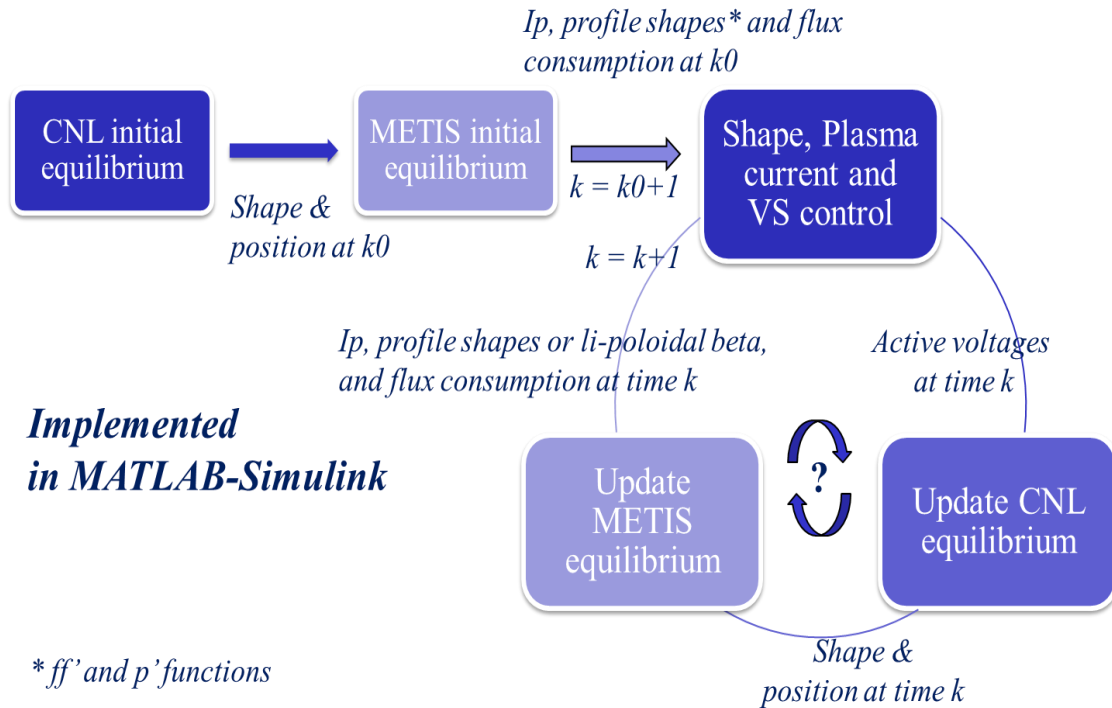 Ip, profile shapes* and flux
consumption at k0
CNL initial
equilibrium
METIS initial
equilibrium
Shape, Plasma
current and
VS control
Shape &
position at k0
k = k0+1
k = k+1
Ip, profile shapes or li-poloidal beta,
and flux consumption at time k
Active voltages
at time k
Implemented
in MATLAB-Simulink
Update
METIS
equilibrium
?
Update CNL
equilibrium
Shape &
position at time k
* ff' and p' functions